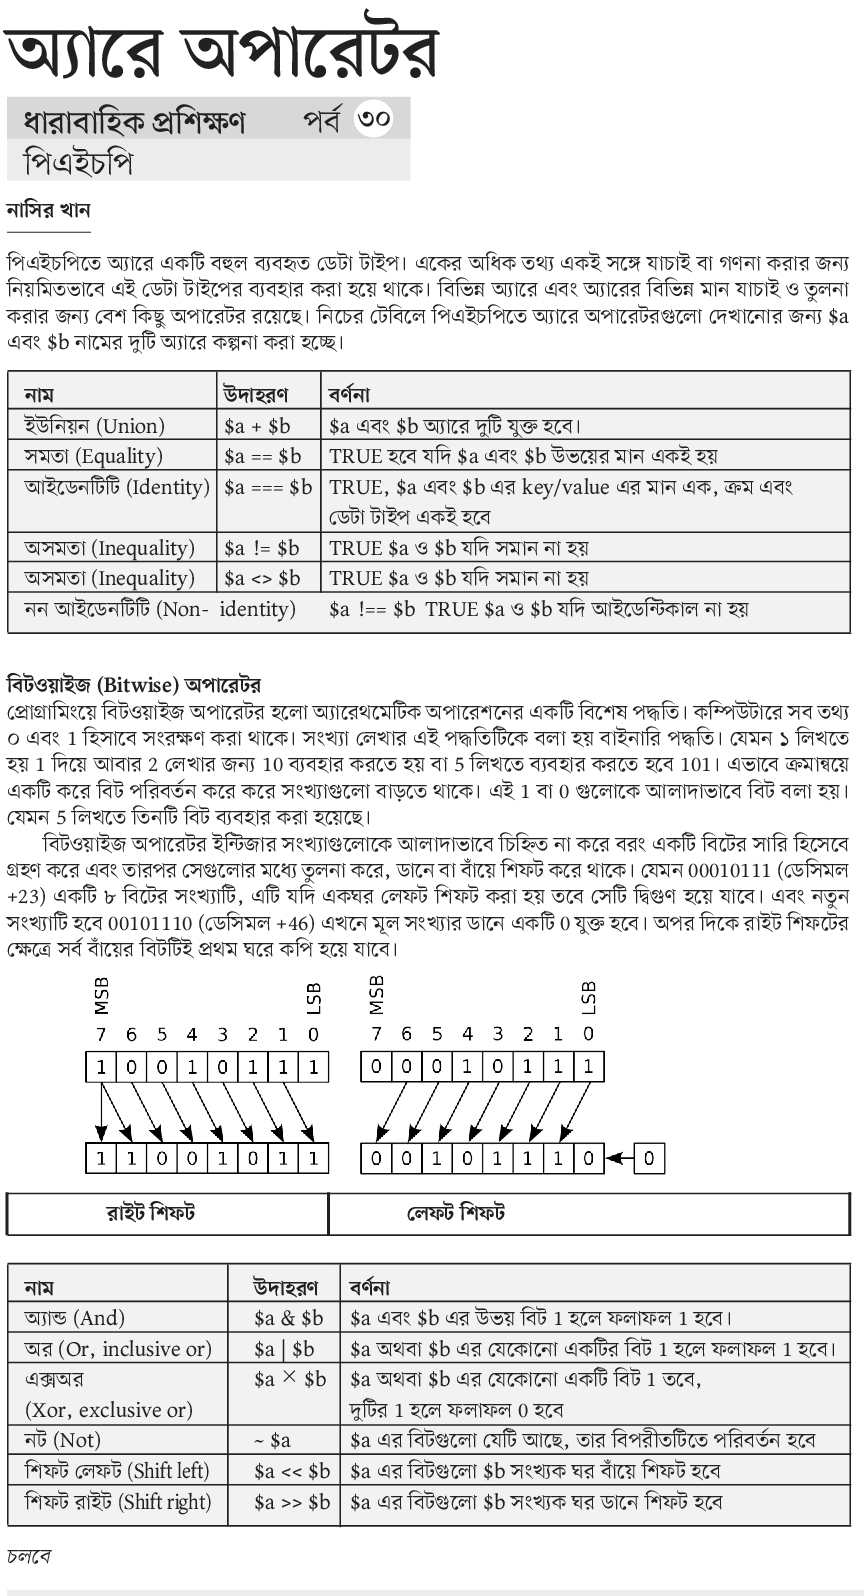 অ্যারে অপারেটর
ধারাবাহিক প্রশিক্ষণ পর্ব ৩০
পিএইচপি
নাসির খান
পিএইচপিতে অ্যারে একটি বহুল ব্যবহৃত ডেটা টাইপ। একের অধিক তথ্য একই সঙ্গে যাচাই বা গণনা করার জন্য
নিয়মিতভাবে এই ডেটা টাইপের ব্যবহার করা হয়ে থাকে। বিভিন্ন অ্যারে এবং অ্যারের বিভিন্ন মান যাচাই ও তুলনা
করার জন্য বেশ কিছু অপারেটর রয়েছে। নিচের টেবিলে পিএইচপিতে অ্যারে অপারেটরগুলো দেখানোর জন্য $a
এবং $b নামের দুটি অ্যারে কল্পনা করা হচ্ছে।
নাম উদাহরণ বর্ণনা
ইউনিয়ন (Union) $a + $b $a এবং $b অ্যারে দুটি যুক্ত হবে।
সমতা (Equality) $a == $b TRUE হবে যদি $a এবং $b উভয়ের মান একই হয়
আইডেনটিটি (Identity) $a === $b TRUE, $a এবং $b এর key/value এর মান এক, ক্রম এবং
ডেটা টাইপ একই হবে
অসমতা (Inequality) $a != $b TRUE $a ও $b যদি সমান না হয়
অসমতা (Inequality) $a <> $b TRUE $a ও $b যদি সমান না হয়
নন আইডেনটিটি (Non- identity) $a !== $b TRUE $a ও $b যদি আইডেন্টিকাল না হয়
বিটওয়াইজ (Bitwise) অপারেটর
প্রোগ্রামিংয়ে বিটওয়াইজ অপারেটর হলো অ্যারেথমেটিক অপারেশনের একটি বিশেষ পদ্ধতি। কম্পিউটারে সব তথ্য
০ এবং 1 হিসাবে সংরক্ষণ করা থাকে। সংখ্যা লেখার এই পদ্ধতিটিকে বলা হয় বাইনারি পদ্ধতি। যেমন ১ লিখতে
হয় 1 দিয়ে আবার 2 লেখার জন্য 10 ব্যবহার করতে হয় বা 5 লিখতে ব্যবহার করতে হবে 101। এভাবে ক্রমান্বয়ে
একটি করে বিট পরিবর্তন করে করে সংখ্যাগুলো বাড়তে থাকে। এই 1 বা 0 গুলোকে আলাদাভাবে বিট বলা হয়।
যেমন 5 লিখতে তিনটি বিট ব্যবহার করা হয়েছে।
বিটওয়াইজ অপারেটর ইন্টিজার সংখ্যাগুলোকে আলাদাভাবে চিহ্নিত না করে বরং একটি বিটের সারি হিসেবে
গ্রহণ করে এবং তারপর সেগুলোর মধ্যে তুলনা করে, ডানে বা বাঁয়ে শিফট করে থাকে। যেমন 00010111 (ডেসিমল
+23) একটি ৮ বিটের সংখ্যাটি, এটি যদি একঘর লেফট শিফট করা হয় তবে সেটি দ্বিগুণ হয়ে যাবে। এবং নতুন
সংখ্যাটি হবে 00101110 (ডেসিমল +46) এখনে মূল সংখ্যার ডানে একটি 0 যুক্ত হবে। অপর দিকে রাইট শিফটের
ক্ষেত্রে সর্ব বাঁয়ের বিটটিই প্রথম ঘরে কপি হয়ে যাবে।
MSB LSB MSB LSB
7 6 5 4 3 2 1 0 7 6 5 4 3 2 1 0
1 0 0 1 0 1 1 1 0 0 0 1 0 1 1 1
1 1 0 0 1 0 1 1 0 0 1 0 1 1 1 0 0
রাইট শিফট লেফট শিফট
নাম উদাহরণ বর্ণনা
অ্যান্ড (And) $a & $b $a এবং $b এর উভয় বিট 1 হলে ফলাফল 1 হবে।
অর (Or, inclusive or) $a | $b $a অথবা $b এর যেকোনো একটির বিট 1 হলে ফলাফল 1 হবে।
এক্সঅর $a × $b $a অথবা $b এর যেকোনো একটি বিট 1 তবে,
(Xor, exclusive or) দুটির 1 হলে ফলাফল 0 হবে
নট (Not) ~ $a $a এর বিটগুলো যেটি আছে, তার বিপরীতটিতে পরিবর্তন হবে
শিফট লেফট (Shift left) $a << $b $a এর বিটগুলো $b সংখ্যক ঘর বাঁয়ে শিফট হবে
শিফট রাইট (Shift right) $a >> $b $a এর বিটগুলো $b সংখ্যক ঘর ডানে শিফট হবে
চলবে